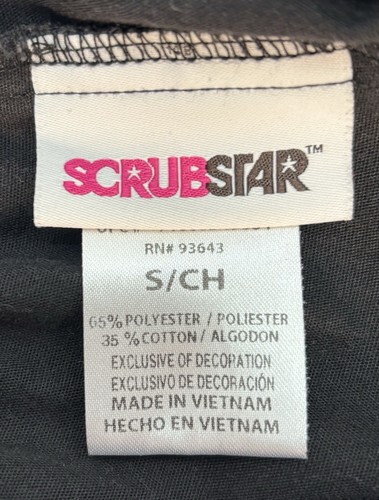 SCRUBSTAR™
RN# 93643
S/CH
65% POLYESTER / POLIESTER
35 % COTTON / ALGODON
EXCLUSIVE OF DECORATION
EXCLUSIVO DE DECORACIÓN
MADE IN VIETNAM
HECHO EN VIETNAM